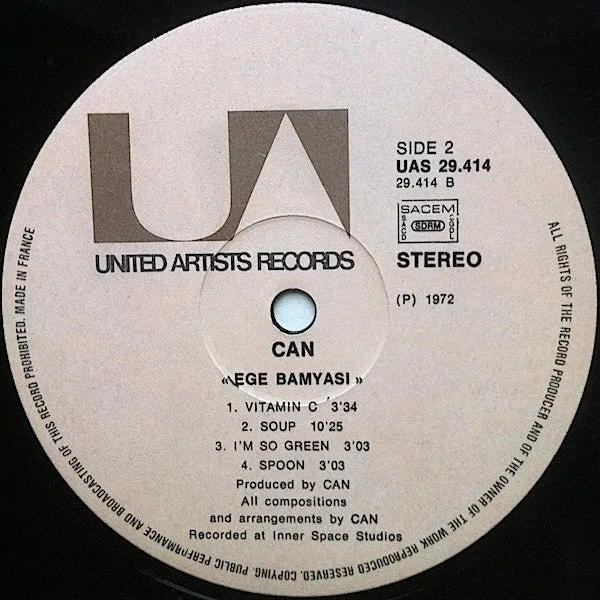 SIDE 2
UAS 29.414
29.414 B
SACEM
SACD
SDRM
SGDL
STEREO
UNITED ARTISTS RECORDS
(P) 1972
CAN
« EGE BAMYASI »
1. VITAMIN C 3'34
2. SOUP 10'25
3. I'M SO GREEN 3'03
4. SPOON 3'03
Produced by CAN
All compositions
and arrangements by CAN
Recorded at Inner Space Studios
ALL RIGHTS OF THE RECORD PRODUCER AND OF THE OWNER OF THE WORK REPRODUCED RESERVED. COPYING, PUBLIC PERFORMANCE AND BROADCASTING OF THIS RECORD PROHIBITED. MADE IN FRANCE